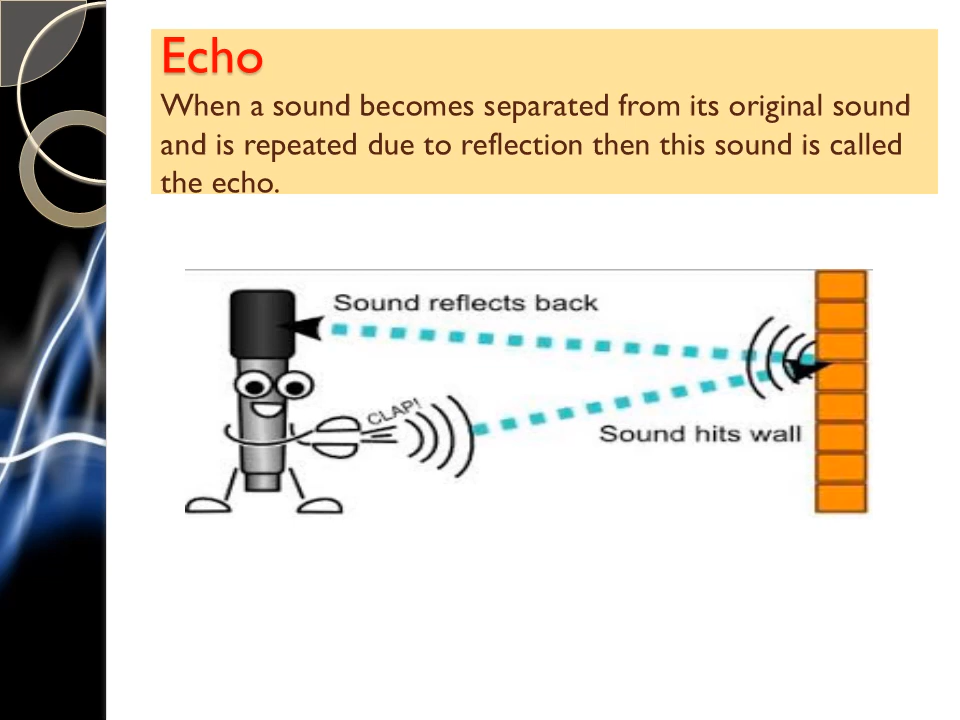 Echo
When a sound becomes separated from its original sound
and is repeated due to reflection then this sound is called
the echo.
Sound reflects back
CLAP!
Sound hits wall